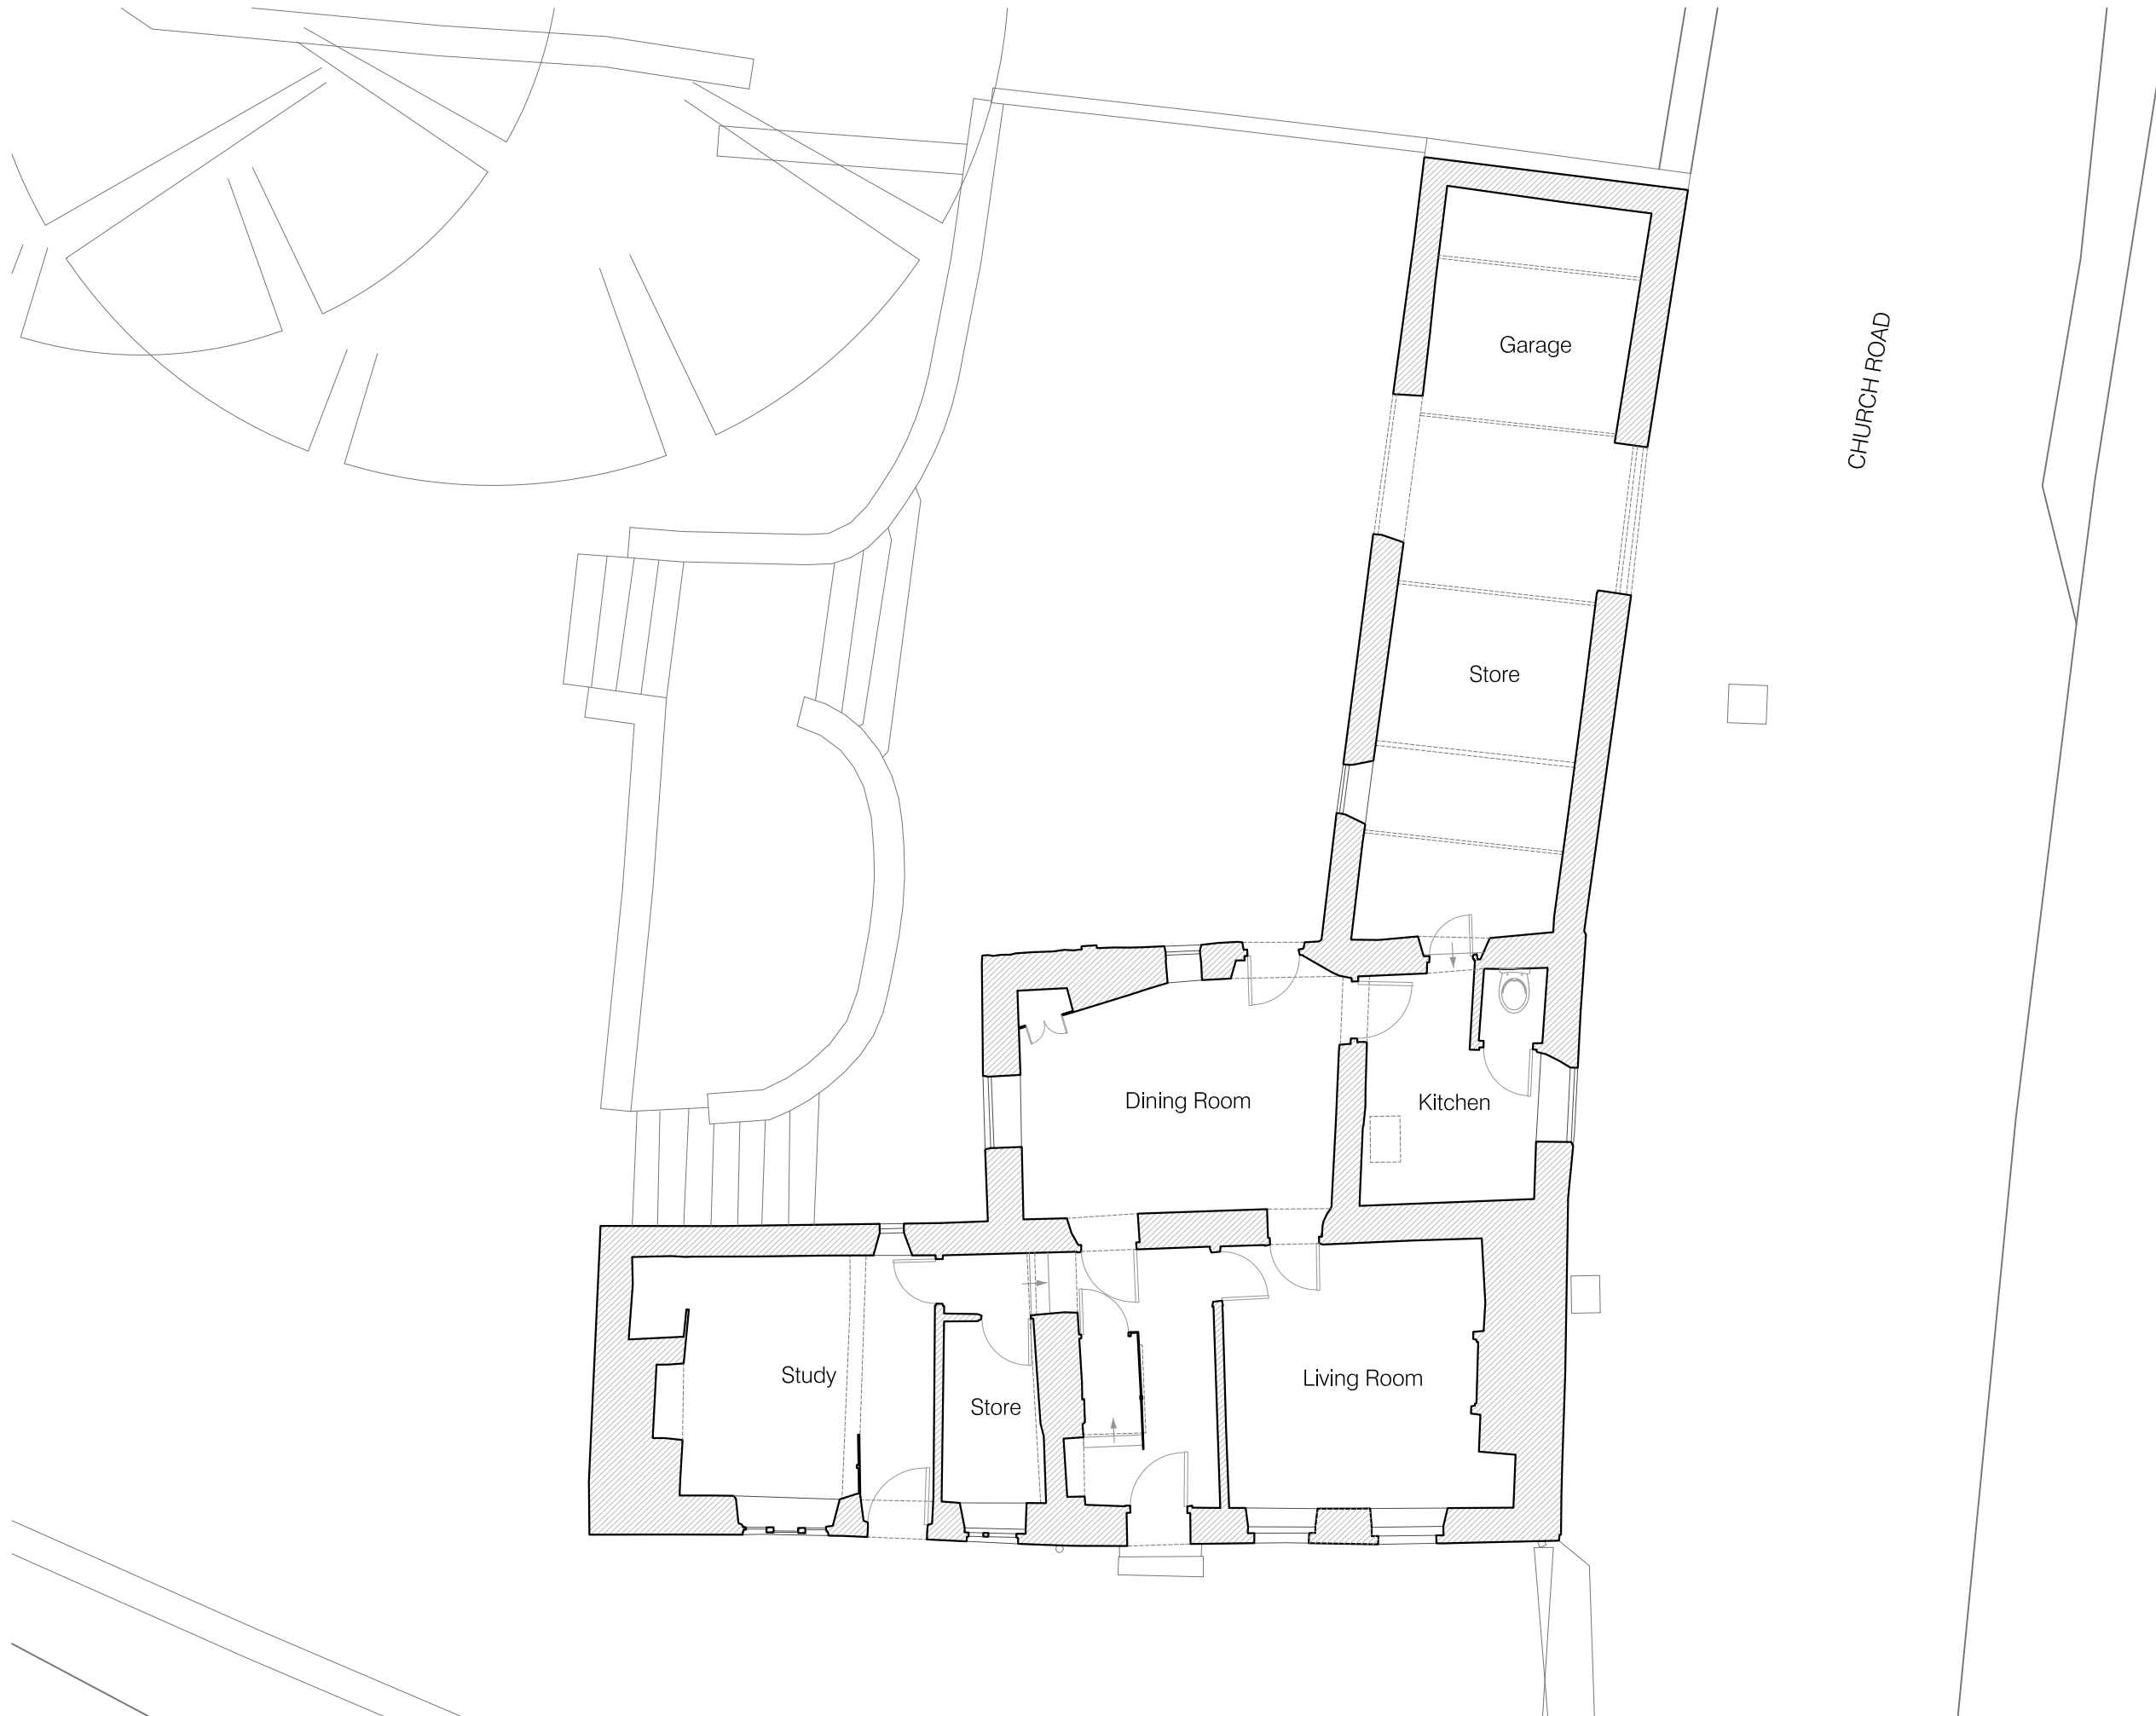 Garage
CHURCH ROAD
Store
Dining Room
Kitchen
Study
Store
Living Room